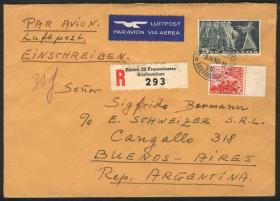 PAR AVION
Luftpost
EINSCHREIBEN
LUFTPOST
PAR AVION VIA AEREA
R
Zürich 22 Fraumünster
Briefannahme
293
Señor
Sigfrido Bermann
c/o E. SCHWEIZER S.R.L.
Cangallo 318
BUENOS-AIRES
Rep. ARGENTINA.